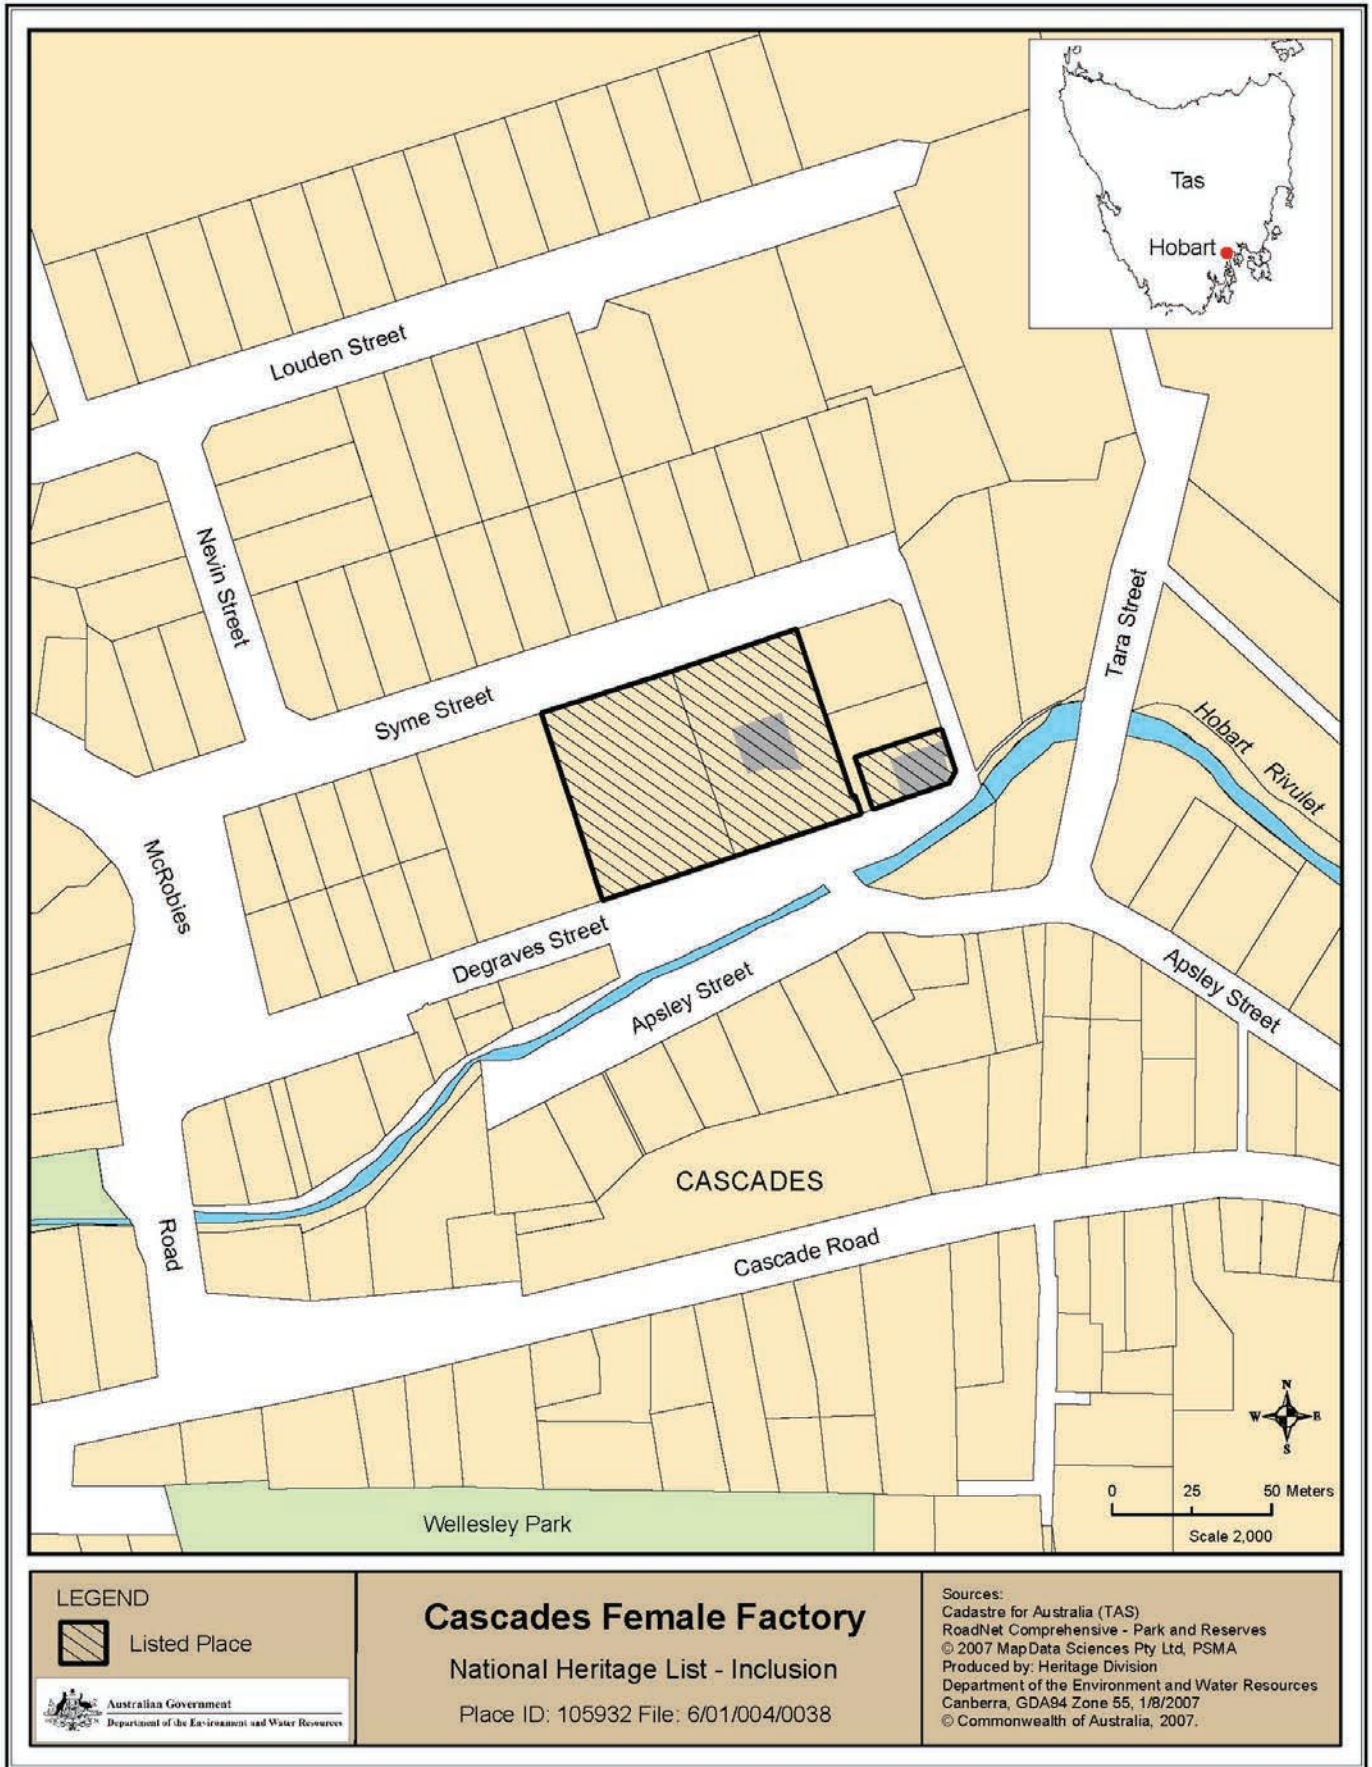 Tas
Hobart
Louden Street
Nevin Street
Tara Street
Syme Street
Hobart Rivulet
McRobies
Degraves Street
Apsley Street
Apsley Street
CASCADES
Road
Cascade Road
N
W E
S
0 25 50 Meters
Scale 2,000
Wellesley Park
LEGEND
Listed Place
Australian Government
Department of the Environment and Water Resources
Cascades Female Factory
National Heritage List - Inclusion
Place ID: 105932 File: 6/01/004/0038
Sources:
Cadastre for Australia (TAS)
RoadNet Comprehensive - Park and Reserves
© 2007 MapData Sciences Pty Ltd, PSMA
Produced by: Heritage Division
Department of the Environment and Water Resources
Canberra, GDA94 Zone 55, 1/8/2007
© Commonwealth of Australia, 2007.